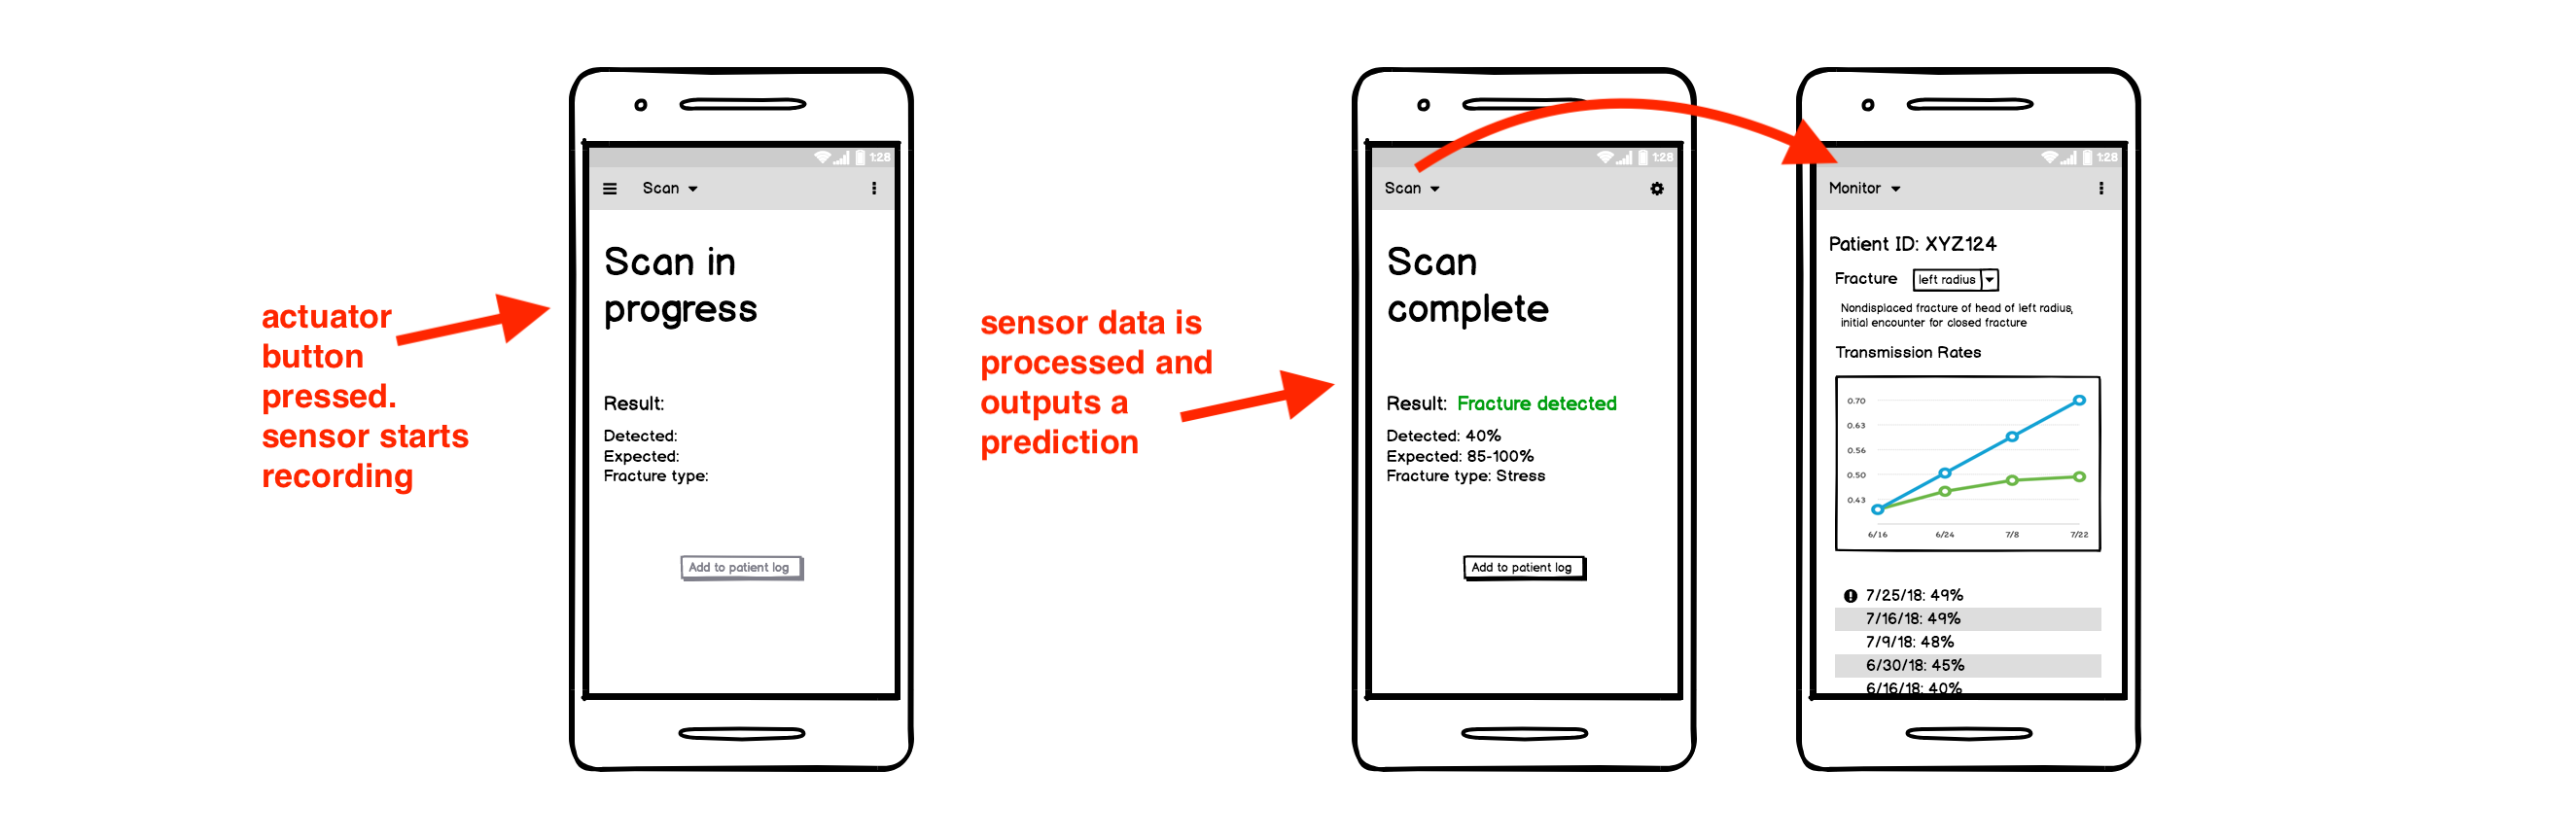 actuator
button
pressed.
sensor starts
recording
1:28
Scan
Scan in
progress
Result:
Detected:
Expected:
Fracture type:
Add to patient log
sensor data is
processed and
outputs a
prediction
1:28
Scan
Scan
complete
Result: Fracture detected
Detected: 40%
Expected: 85-100%
Fracture type: Stress
Add to patient log
1:28
Monitor
Patient ID: XYZ124
Fracture left radius
Nondisplaced fracture of head of left radius,
initial encounter for closed fracture
Transmission Rates
0.70
0.63
0.56
0.50
0.43
6/16 6/24 7/8 7/22
7/25/18: 49%
7/16/18: 49%
7/9/18: 48%
6/30/18: 45%
6/16/18: 40%